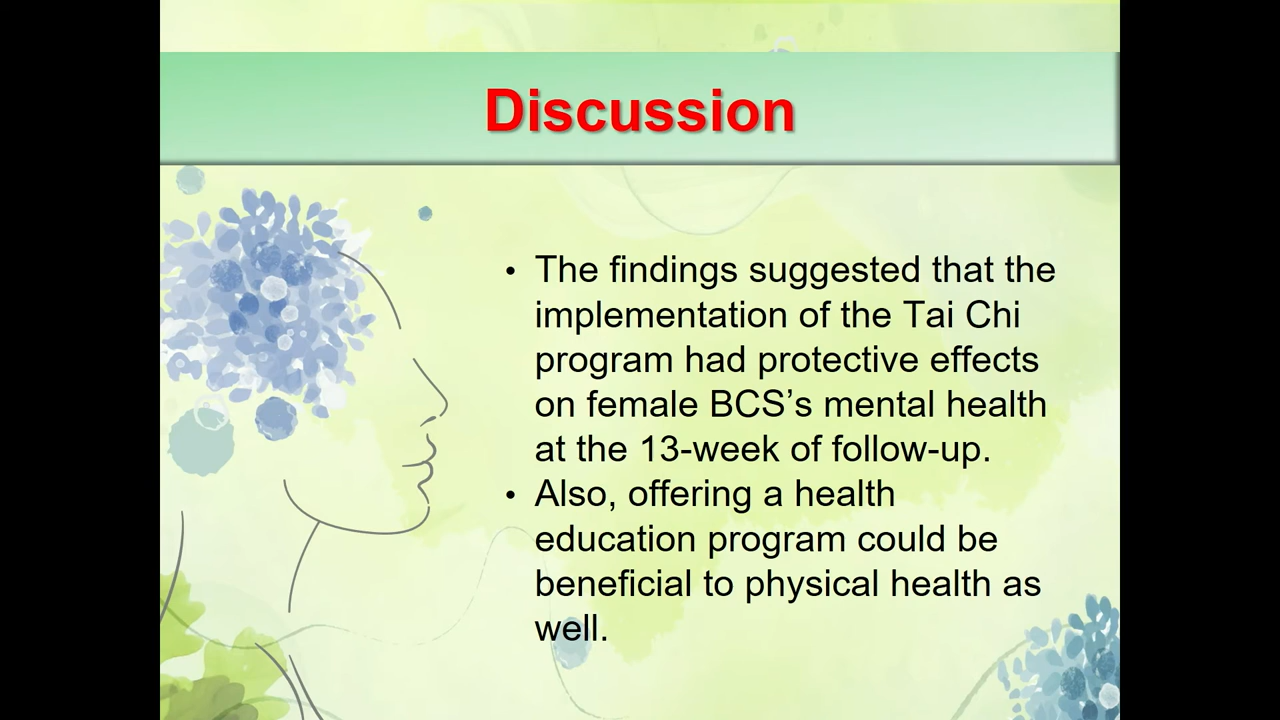 Discussion
• The findings suggested that the
implementation of the Tai Chi
program had protective effects
on female BCS’s mental health
at the 13-week of follow-up.
• Also, offering a health
education program could be
beneficial to physical health as
well.